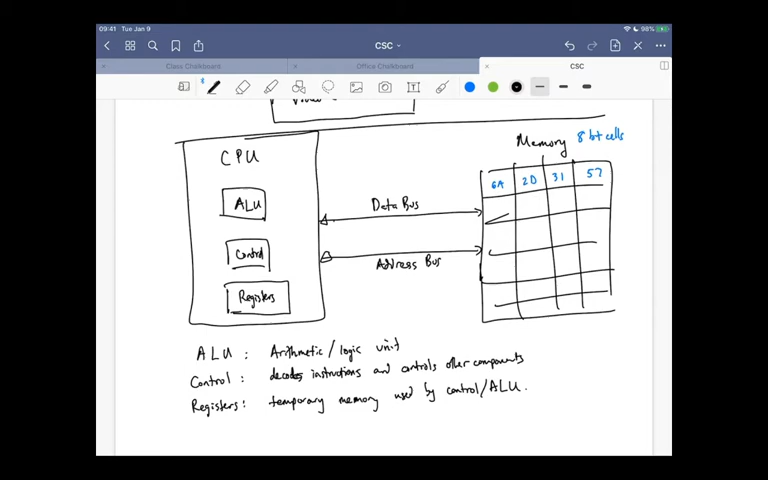 09:41 Tue Jan 9
98%
CSC
Class Chalkboard
Office Chalkboard
CSC
Memory 8 bit cells
CPU
6A 2D 31 57
ALU
Data Bus
Control
Address Bus
Registers
ALU : Arithmetic/logic unit
Control : decodes instructions and controls other components
Registers : temporary memory used by control/ALU.